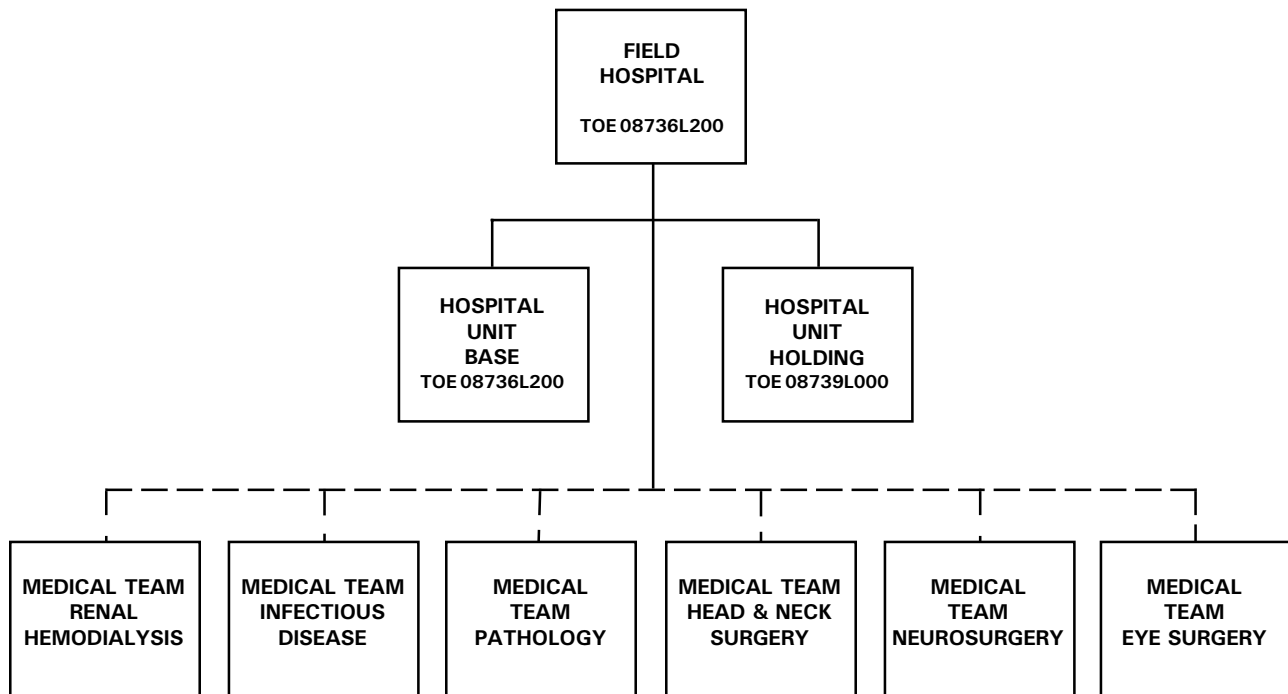 FIELD
HOSPITAL
TOE 08736L200
HOSPITAL
UNIT
BASE
TOE 08736L200
HOSPITAL
UNIT
HOLDING
TOE 08739L000
MEDICAL TEAM
RENAL
HEMODIALYSIS
MEDICAL TEAM
INFECTIOUS
DISEASE
MEDICAL
TEAM
PATHOLOGY
MEDICAL TEAM
HEAD & NECK
SURGERY
MEDICAL
TEAM
NEUROSURGERY
MEDICAL
TEAM
EYE SURGERY